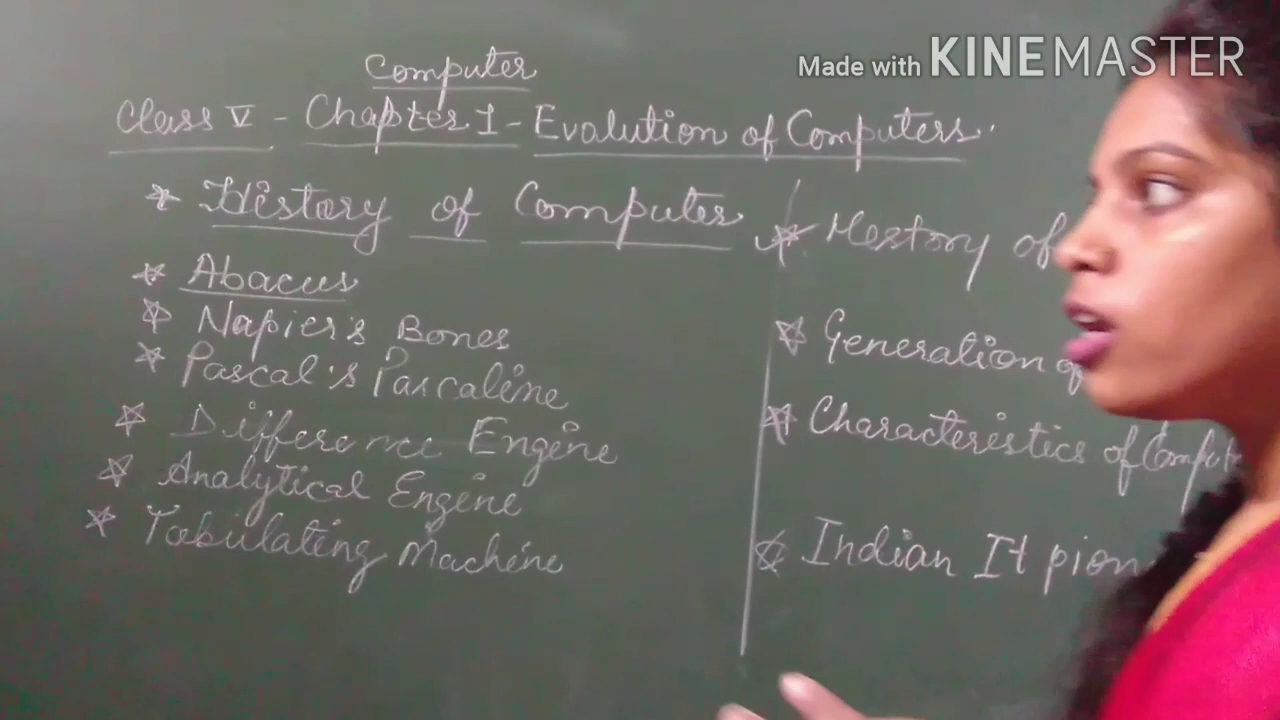 Made with KINEMASTER
Computer
Class V - Chapter 1 - Evalution of Computers.
* History of Computer
* Abacus
* Napier's Bones
* Pascal's Pascaline
* Difference Engine
* Analytical Engine
* Tabulating Machine
* History of
* Generation of
* Characteristics of Comput
* Indian It pion